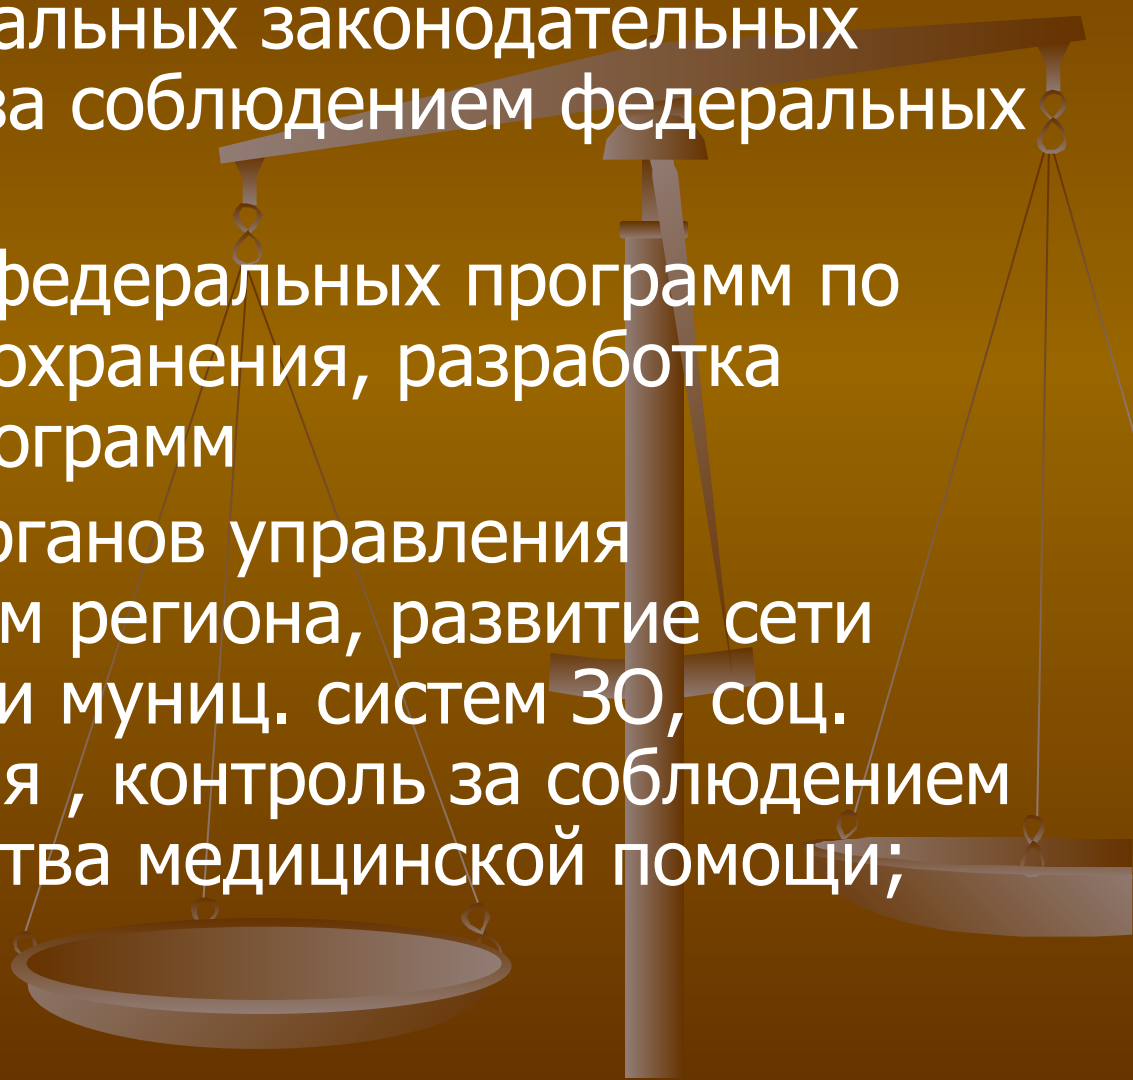 альных законодательных
ва соблюдением федеральных
федеральных программ по
охранения, разработка
ограмм
рганов управления
м региона, развитие сети
и муниц. систем ЗО, соц.
я , контроль за соблюдением
тва медицинской помощи;